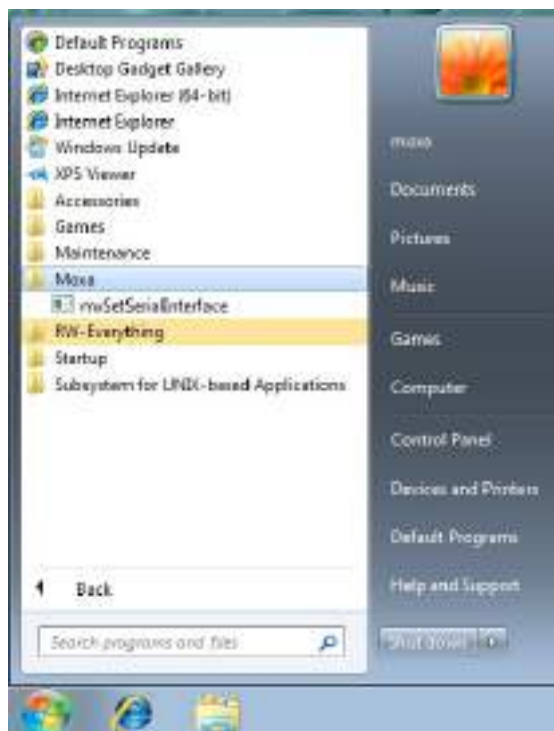 Default Programs
Desktop Gadget Gallery
Internet Explorer (64-bit)
Internet Explorer
Windows Update
XPS Viewer
Accessories
Games
Maintenance
Moxa
mxSetSerialInterface
RW-Everything
Startup
Subsystem for UNIX-based Applications
Back
Search programs and files
moxa
Documents
Pictures
Music
Games
Computer
Control Panel
Devices and Printers
Default Programs
Help and Support
Shut down